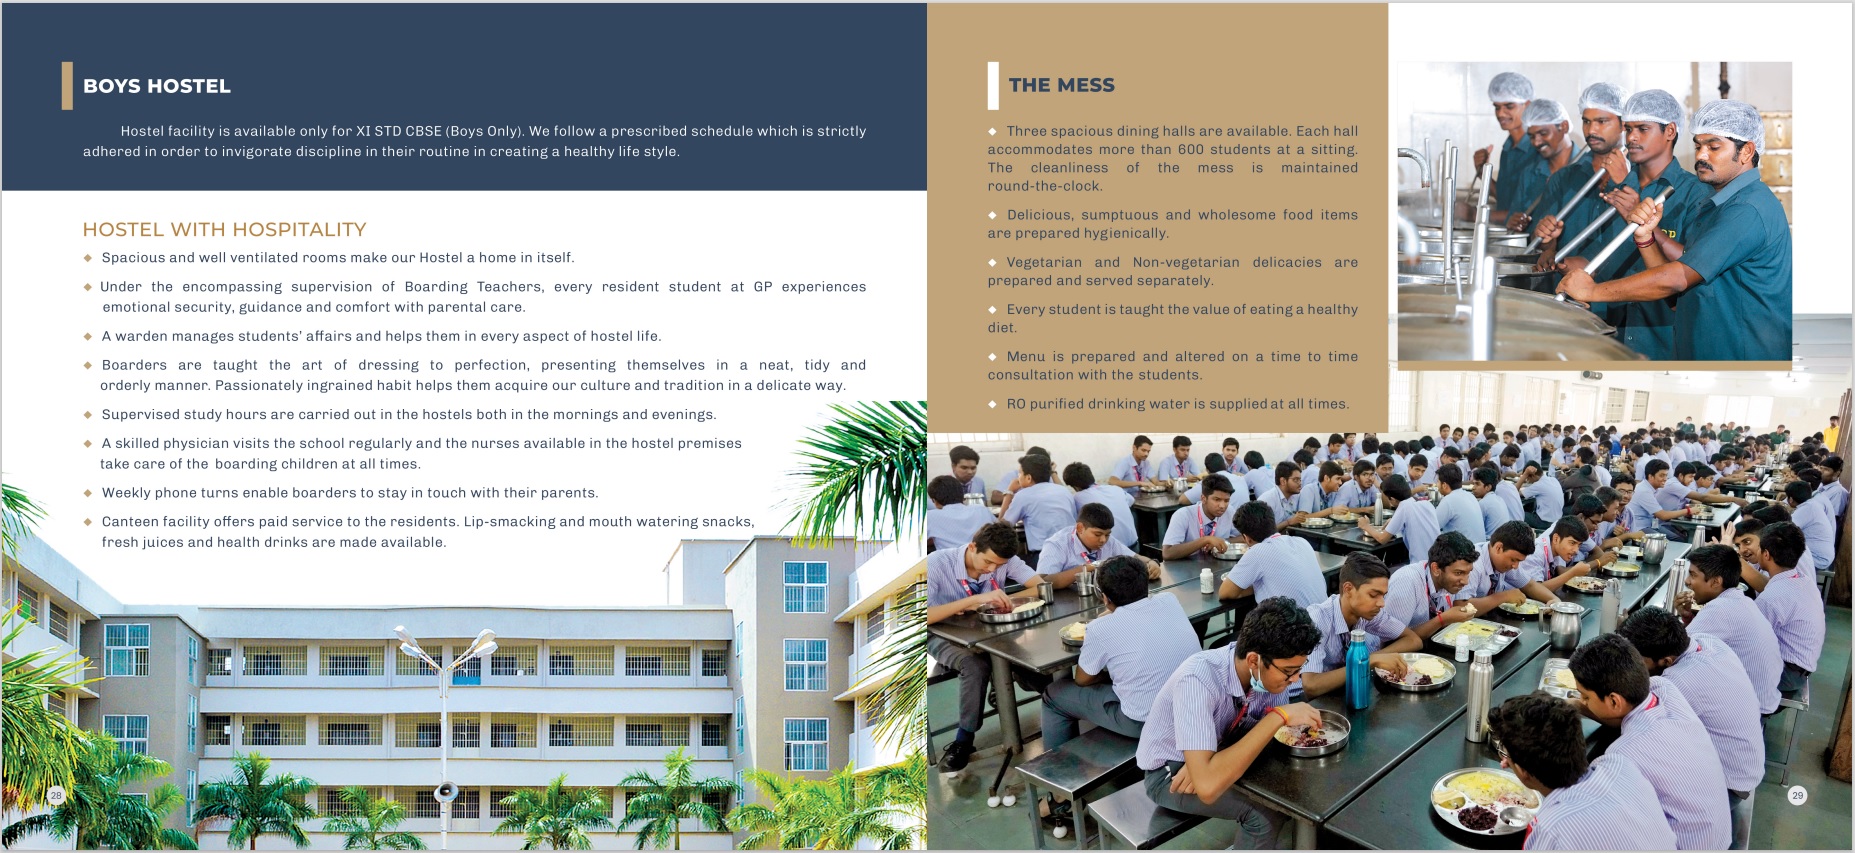 BOYS HOSTEL
Hostel facility is available only for XI STD CBSE (Boys Only). We follow a prescribed schedule which is strictly
adhered in order to invigorate discipline in their routine in creating a healthy life style.
HOSTEL WITH HOSPITALITY
Spacious and well ventilated rooms make our Hostel a home in itself.
Under the encompassing supervision of Boarding Teachers, every resident student at GP experiences
emotional security, guidance and comfort with parental care.
A warden manages students’ affairs and helps them in every aspect of hostel life.
Boarders are taught the art of dressing to perfection, presenting themselves in a neat, tidy and
orderly manner. Passionately ingrained habit helps them acquire our culture and tradition in a delicate way.
Supervised study hours are carried out in the hostels both in the mornings and evenings.
A skilled physician visits the school regularly and the nurses available in the hostel premises
take care of the boarding children at all times.
Weekly phone turns enable boarders to stay in touch with their parents.
Canteen facility offers paid service to the residents. Lip-smacking and mouth watering snacks,
fresh juices and health drinks are made available.
28
THE MESS
Three spacious dining halls are available. Each hall
accommodates more than 600 students at a sitting.
The cleanliness of the mess is maintained
round-the-clock.
Delicious, sumptuous and wholesome food items
are prepared hygienically.
Vegetarian and Non-vegetarian delicacies are
prepared and served separately.
Every student is taught the value of eating a healthy
diet.
Menu is prepared and altered on a time to time
consultation with the students.
RO purified drinking water is supplied at all times.
29